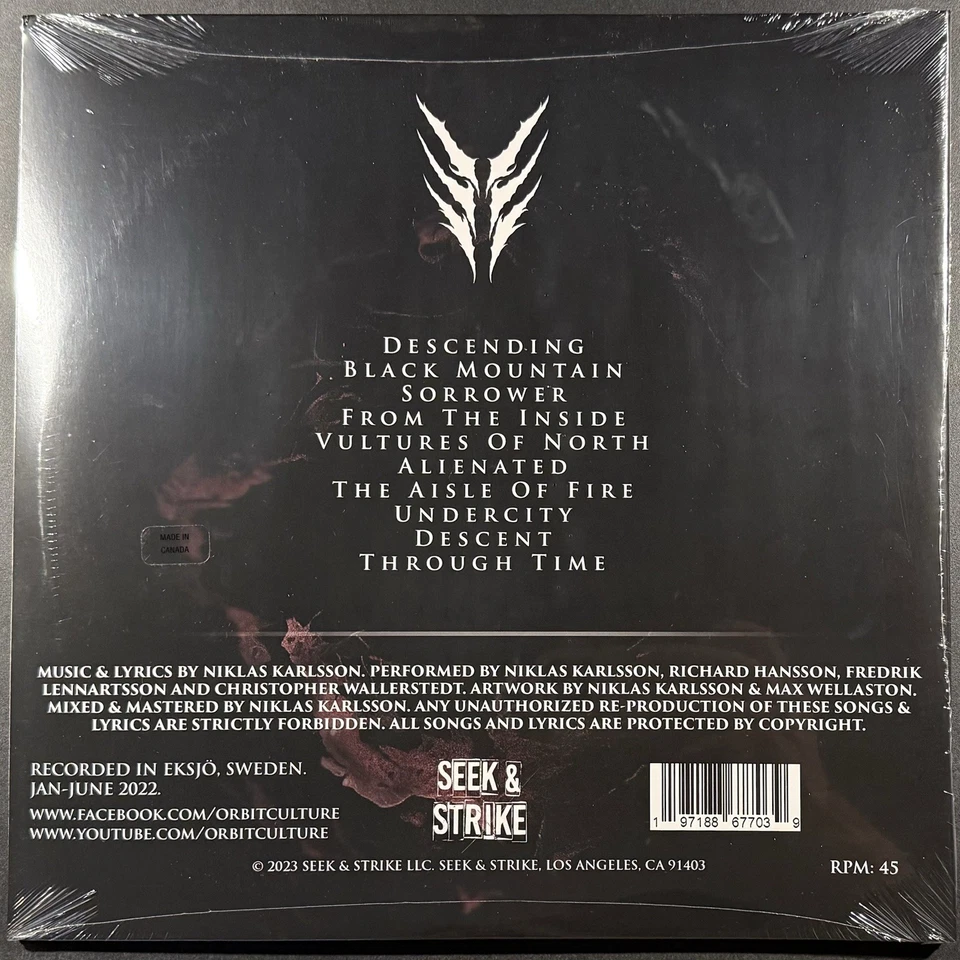 DESCENDING
BLACK MOUNTAIN
SORROWER
FROM THE INSIDE
VULTURES OF NORTH
ALIENATED
THE AISLE OF FIRE
UNDERCITY
DESCENT
THROUGH TIME
MADE IN
CANADA
MUSIC & LYRICS BY NIKLAS KARLSSON. PERFORMED BY NIKLAS KARLSSON, RICHARD HANSSON, FREDRIK
LENNARTSSON AND CHRISTOPHER WALLERSTEDT. ARTWORK BY NIKLAS KARLSSON & MAX WELLASTON.
MIXED & MASTERED BY NIKLAS KARLSSON. ANY UNAUTHORIZED RE-PRODUCTION OF THESE SONGS &
LYRICS ARE STRICTLY FORBIDDEN. ALL SONGS AND LYRICS ARE PROTECTED BY COPYRIGHT.
RECORDED IN EKSJÖ, SWEDEN.
JAN-JUNE 2022.
WWW.FACEBOOK.COM/ORBITCULTURE
WWW.YOUTUBE.COM/ORBITCULTURE
SEEK &
STRIKE
1 97188 67703 9
© 2023 SEEK & STRIKE LLC. SEEK & STRIKE, LOS ANGELES, CA 91403
RPM: 45